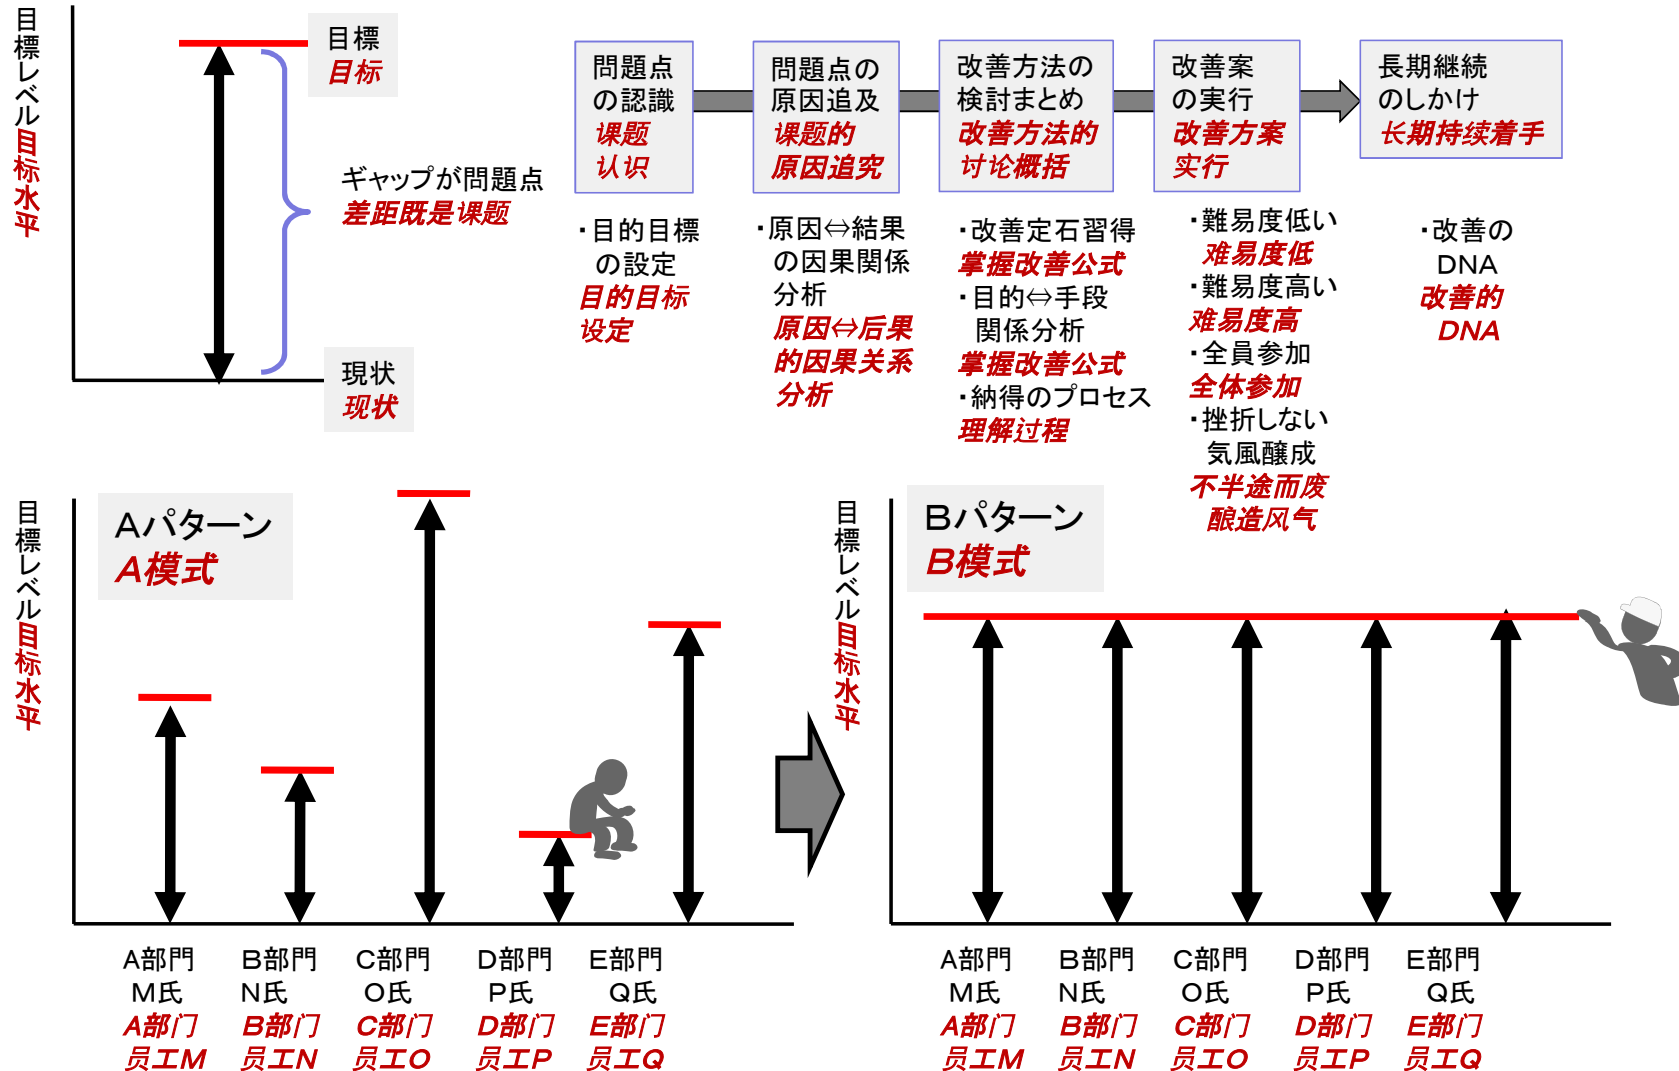 目標レベル目标水平
目標
目标
ギャップが問題点
差距既是课题
現状
现状
問題点
の認識
课题
认识
問題点の
原因追及
课题的
原因追究
改善方法の
検討まとめ
改善方法的
讨论概括
改善案
の実行
改善方案
实行
長期継続
のしかけ
长期持续着手
・目的目標
の設定
目的目标
设定
・原因⇔結果
の因果関係
分析
原因⇔后果
的因果关系
分析
・改善定石習得
掌握改善公式
・目的⇔手段
関係分析
掌握改善公式
・納得のプロセス
理解过程
・難易度低い
难易度低
・難易度高い
难易度高
・全員参加
全体参加
・挫折しない
気風醸成
不半途而废
酿造风气
・改善の
DNA
改善的
DNA
目標レベル目标水平
Aパターン
A模式
A部門
M氏
A部门
员工M
B部門
N氏
B部门
员工N
C部門
O氏
C部门
员工O
D部門
P氏
D部门
员工P
E部門
Q氏
E部门
员工Q
目標レベル目标水平
Bパターン
B模式
A部門
M氏
A部门
员工M
B部門
N氏
B部门
员工N
C部門
O氏
C部门
员工O
D部門
P氏
D部门
员工P
E部門
Q氏
E部门
员工Q